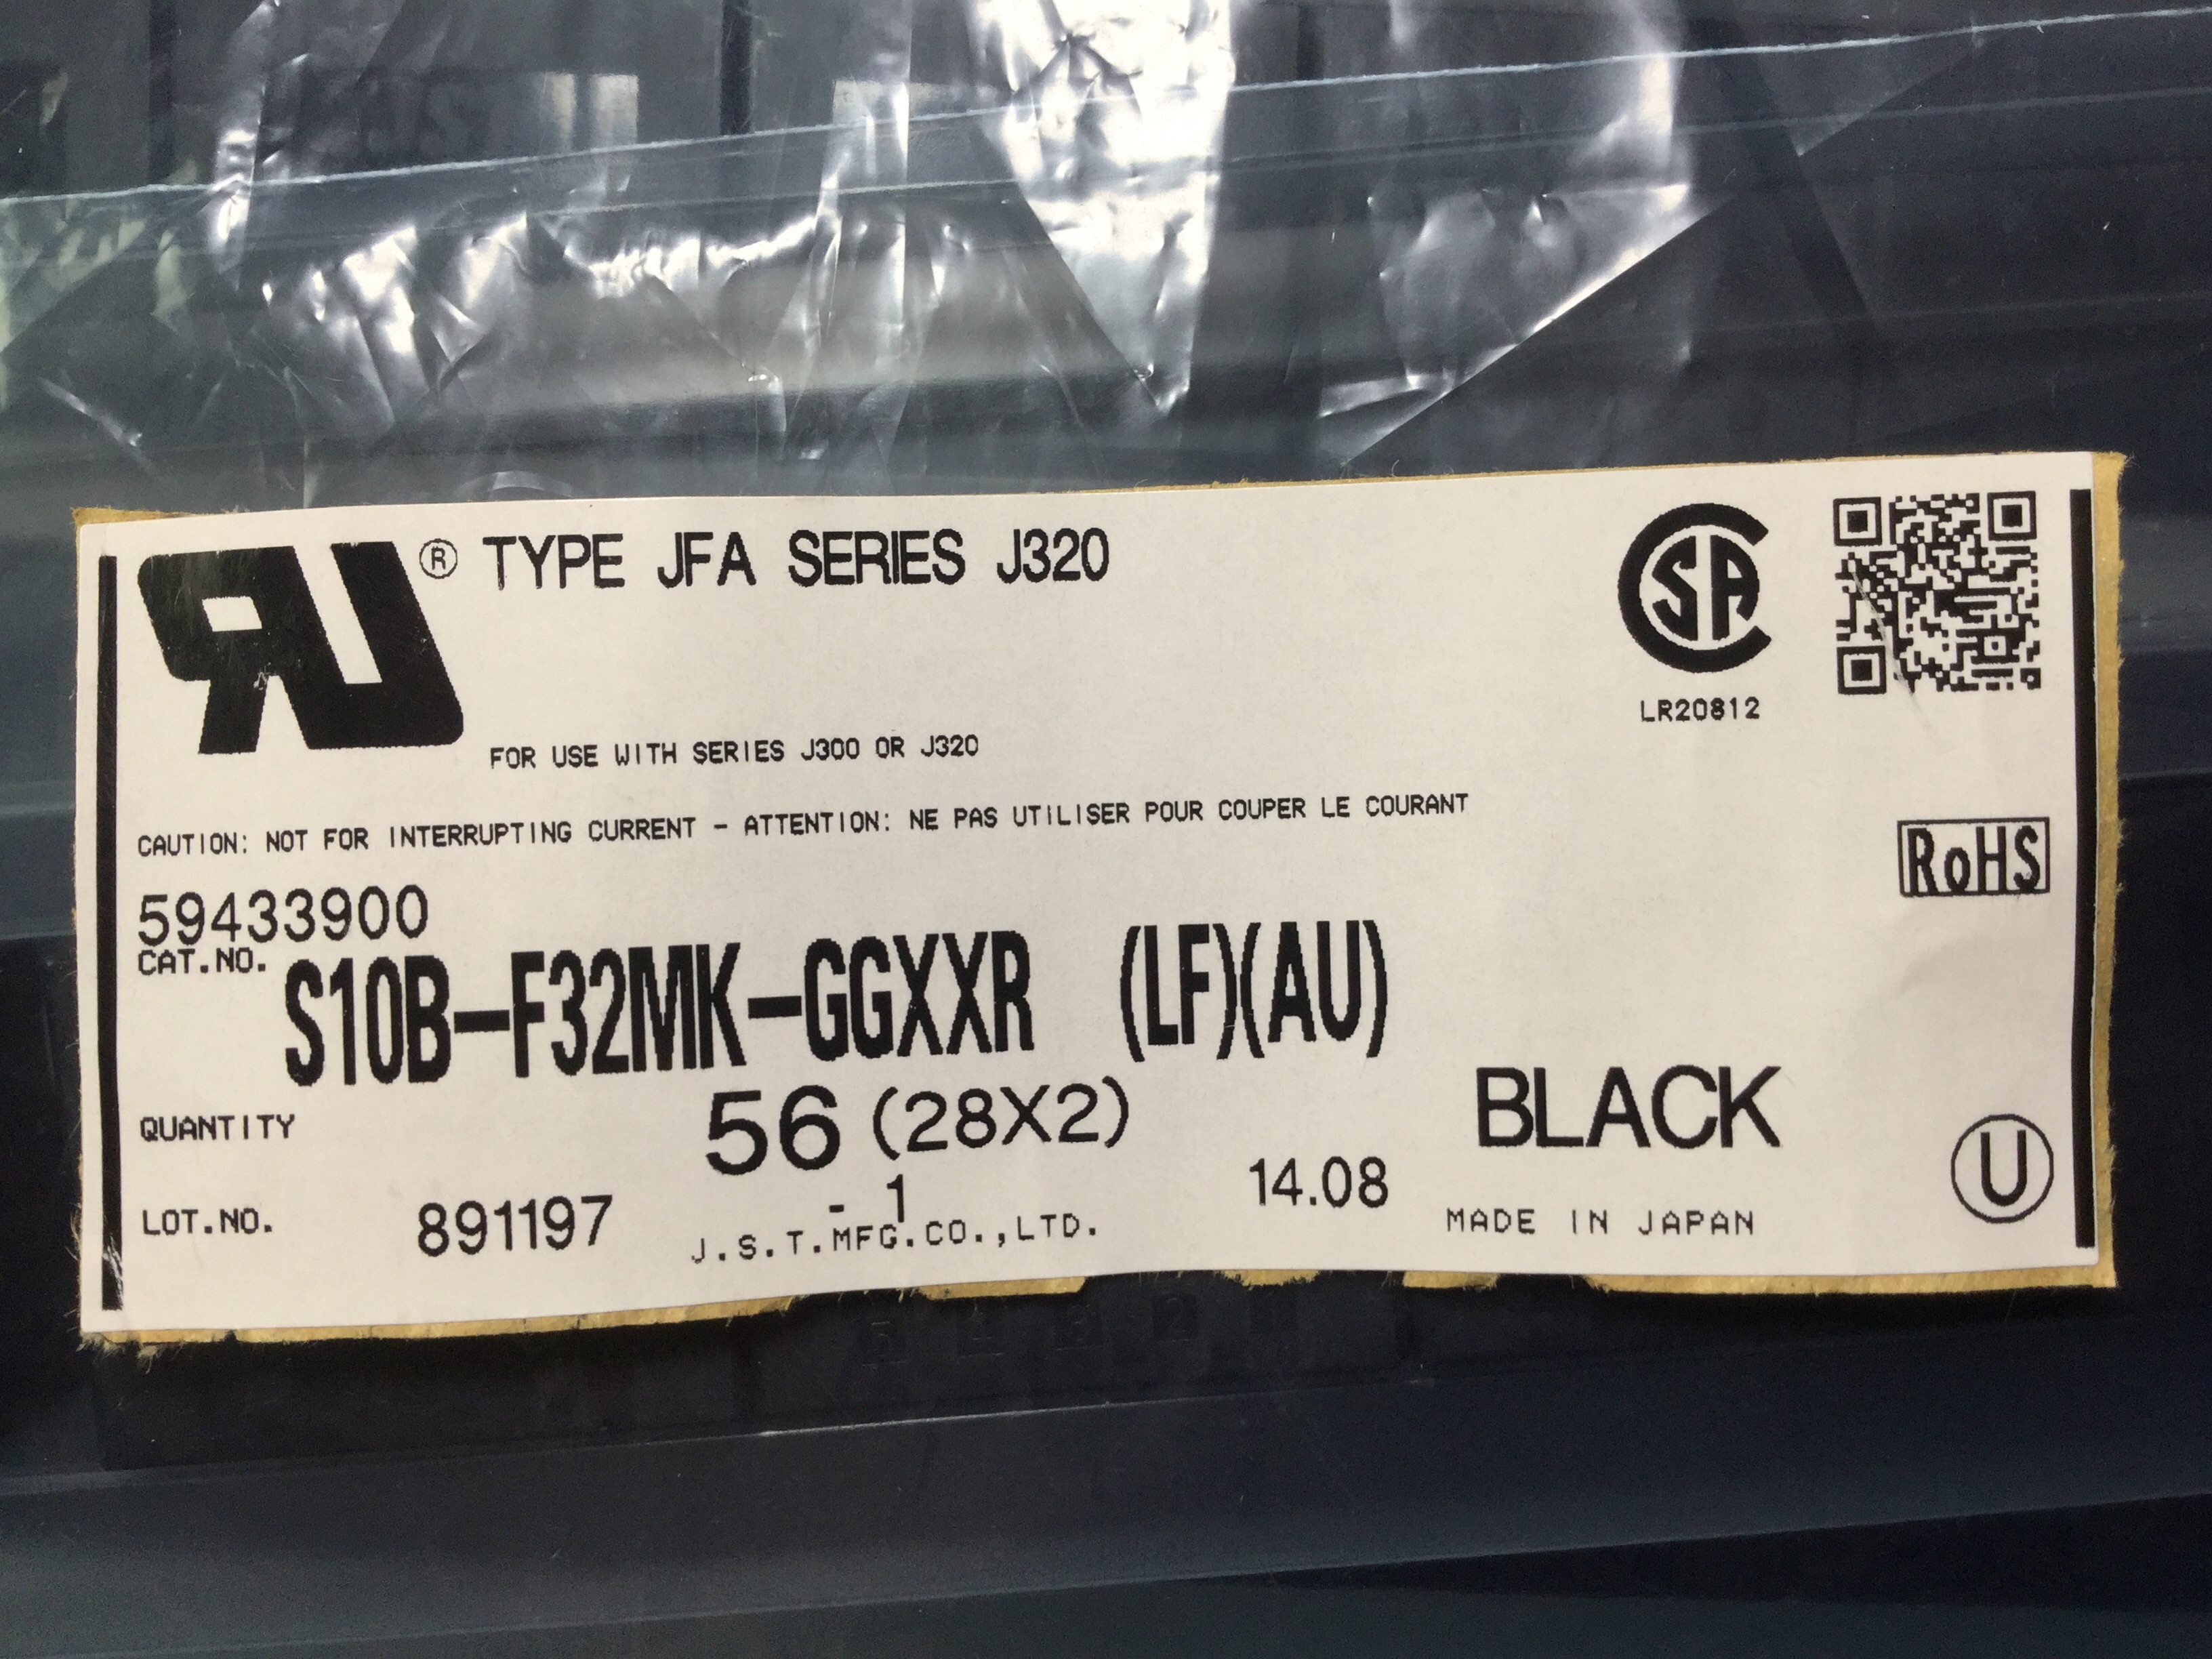 RU ® TYPE JFA SERIES J320
CSA
LR20812
FOR USE WITH SERIES J300 OR J320
CAUTION: NOT FOR INTERRUPTING CURRENT - ATTENTION: NE PAS UTILISER POUR COUPER LE COURANT
RoHS
59433900
CAT.NO. S10B-F32MK-GGXXR (LF)(AU)
QUANTITY 56 (28X2) BLACK
U
LOT.NO. 891197 - 1 14.08
J.S.T.MFG.CO.,LTD. MADE IN JAPAN